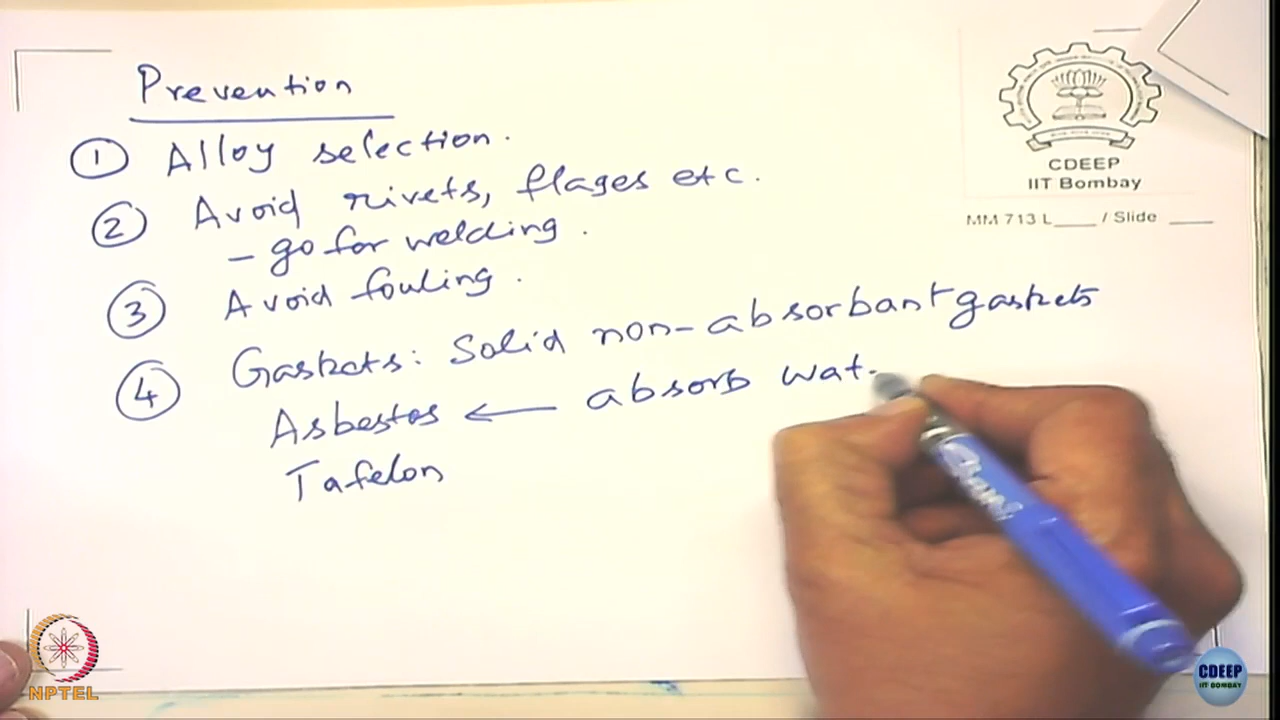 Prevention
① Alloy selection.
② Avoid rivets, flages etc.
- go for welding.
③ Avoid fouling.
④ Gaskets: Solid non-absorbant gaskets
Asbestos ← absorb wat
Tafelon
CDEEP
IIT Bombay
MM 713 L____ / Slide ____
NPTEL
CDEEP
IIT BOMBAY